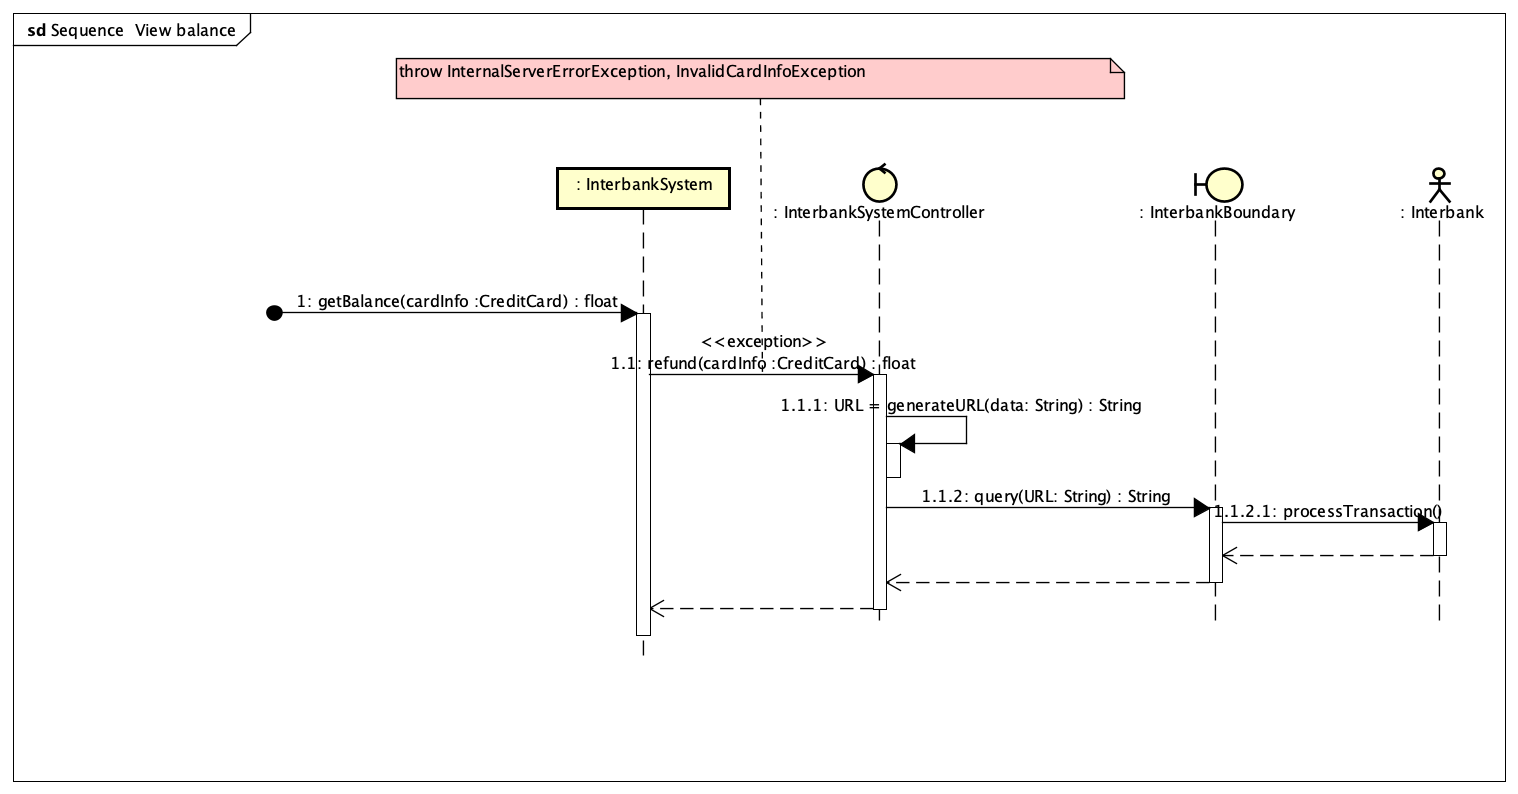 sd Sequence View balance
throw InternalServerErrorException, InvalidCardInfoException
: InterbankSystem
: InterbankSystemController
: InterbankBoundary
: Interbank
1: getBalance(cardInfo :CreditCard) : float
<<exception>>
1.1: refund(cardInfo :CreditCard) : float
1.1.1: URL = generateURL(data: String) : String
1.1.2: query(URL: String) : String
1.1.2.1: processTransaction()